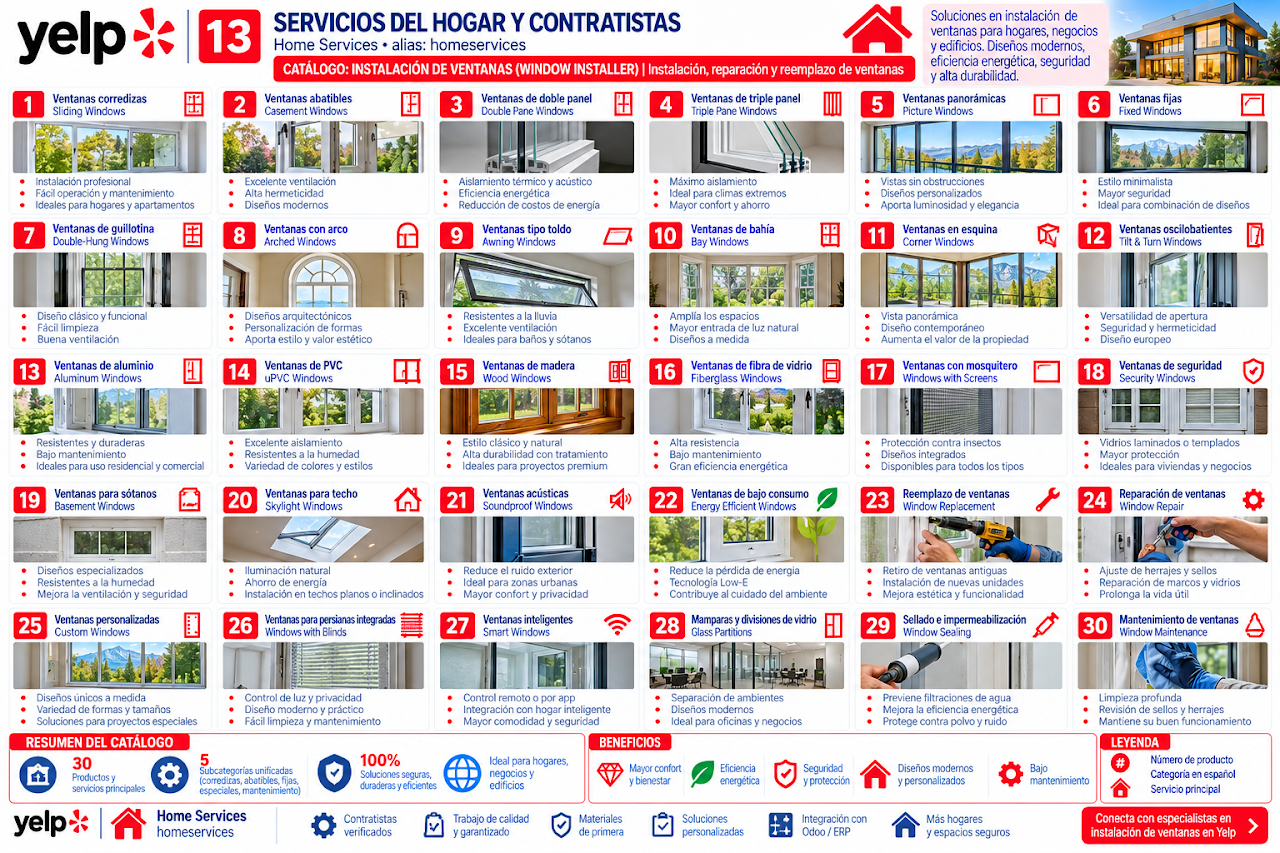 yelp
13
SERVICIOS DEL HOGAR Y CONTRATISTAS
Home Services • alias: homeservices
CATÁLOGO: INSTALACIÓN DE VENTANAS (WINDOW INSTALLER) | Instalación, reparación y reemplazo de ventanas
Soluciones en instalación de
ventanas para hogares, negocios
y edificios. Diseños modernos,
eficiencia energética, seguridad
y alta durabilidad.
1
Ventanas corredizas
Sliding Windows
• Instalación profesional
• Fácil operación y mantenimiento
• Ideales para hogares y apartamentos
2
Ventanas abatibles
Casement Windows
• Excelente ventilación
• Alta hermeticidad
• Diseños modernos
3
Ventanas de doble panel
Double Pane Windows
• Aislamiento térmico y acústico
• Eficiencia energética
• Reducción de costos de energía
4
Ventanas de triple panel
Triple Pane Windows
• Máximo aislamiento
• Ideal para climas extremos
• Mayor confort y ahorro
5
Ventanas panorámicas
Picture Windows
• Vistas sin obstrucciones
• Diseños personalizados
• Aporta luminosidad y elegancia
6
Ventanas fijas
Fixed Windows
• Estilo minimalista
• Mayor seguridad
• Ideal para combinación de diseños
7
Ventanas de guillotina
Double-Hung Windows
• Diseño clásico y funcional
• Fácil limpieza
• Buena ventilación
8
Ventanas con arco
Arched Windows
• Diseños arquitectónicos
• Personalización de formas
• Aporta estilo y valor estético
9
Ventanas tipo toldo
Awning Windows
• Resistentes a la lluvia
• Excelente ventilación
• Ideales para baños y sótanos
10
Ventanas de bahía
Bay Windows
• Amplía los espacios
• Mayor entrada de luz natural
• Diseños a medida
11
Ventanas en esquina
Corner Windows
• Vista panorámica
• Diseño contemporáneo
• Aumenta el valor de la propiedad
12
Ventanas oscilobatientes
Tilt & Turn Windows
• Versatilidad de apertura
• Seguridad y hermeticidad
• Diseño europeo
13
Ventanas de aluminio
Aluminum Windows
• Resistentes y duraderas
• Bajo mantenimiento
• Ideales para uso residencial y comercial
14
Ventanas de PVC
uPVC Windows
• Excelente aislamiento
• Resistentes a la humedad
• Variedad de colores y estilos
15
Ventanas de madera
Wood Windows
• Estilo clásico y natural
• Alta durabilidad con tratamiento
• Ideales para proyectos premium
16
Ventanas de fibra de vidrio
Fiberglass Windows
• Alta resistencia
• Bajo mantenimiento
• Gran eficiencia energética
17
Ventanas con mosquitero
Windows with Screens
• Protección contra insectos
• Diseños integrados
• Disponibles para todos los tipos
18
Ventanas de seguridad
Security Windows
• Vidrios laminados o templados
• Mayor protección
• Ideales para viviendas y negocios
19
Ventanas para sótanos
Basement Windows
• Diseños especializados
• Resistentes a la humedad
• Mejora la ventilación y seguridad
20
Ventanas para techo
Skylight Windows
• Iluminación natural
• Ahorro de energía
• Instalación en techos planos o inclinados
21
Ventanas acústicas
Soundproof Windows
• Reduce el ruido exterior
• Ideal para zonas urbanas
• Mayor confort y privacidad
22
Ventanas de bajo consumo
Energy Efficient Windows
• Reduce la pérdida de energía
• Tecnología Low-E
• Contribuye al cuidado del ambiente
23
Reemplazo de ventanas
Window Replacement
• Retiro de ventanas antiguas
• Instalación de nuevas unidades
• Mejora estética y funcionalidad
24
Reparación de ventanas
Window Repair
• Ajuste de herrajes y sellos
• Reparación de marcos y vidrios
• Prolonga la vida útil
25
Ventanas personalizadas
Custom Windows
• Diseños únicos a medida
• Variedad de formas y tamaños
• Soluciones para proyectos especiales
26
Ventanas para persianas integradas
Windows with Blinds
• Control de luz y privacidad
• Diseño moderno y práctico
• Fácil limpieza y mantenimiento
27
Ventanas inteligentes
Smart Windows
• Control remoto o por app
• Integración con hogar inteligente
• Mayor comodidad y seguridad
28
Mamparas y divisiones de vidrio
Glass Partitions
• Separación de ambientes
• Diseños modernos
• Ideal para oficinas y negocios
29
Sellado e impermeabilización
Window Sealing
• Previene filtraciones de agua
• Mejora la eficiencia energética
• Protege contra polvo y ruido
30
Mantenimiento de ventanas
Window Maintenance
• Limpieza profunda
• Revisión de sellos y herrajes
• Mantiene su buen funcionamiento
RESUMEN DEL CATÁLOGO
30
Productos y
servicios principales
5
Subcategorías unificadas
(corredizas, abatibles, fijas,
especiales, mantenimiento)
100%
Soluciones seguras,
duraderas y eficientes
Ideal para hogares,
negocios y
edificios
BENEFICIOS
Mayor confort
y bienestar
Eficiencia
energética
Seguridad
y protección
Diseños modernos
y personalizados
Bajo
mantenimiento
LEYENDA
#
Número de producto
Categoría en español
Servicio principal
yelp
Home Services
homeservices
Contratistas
verificados
Trabajo de calidad
y garantizado
Materiales
de primera
Soluciones
personalizadas
Integración con
Odoo / ERP
Más hogares
y espacios seguros
Conecta con especialistas en
instalación de ventanas en Yelp